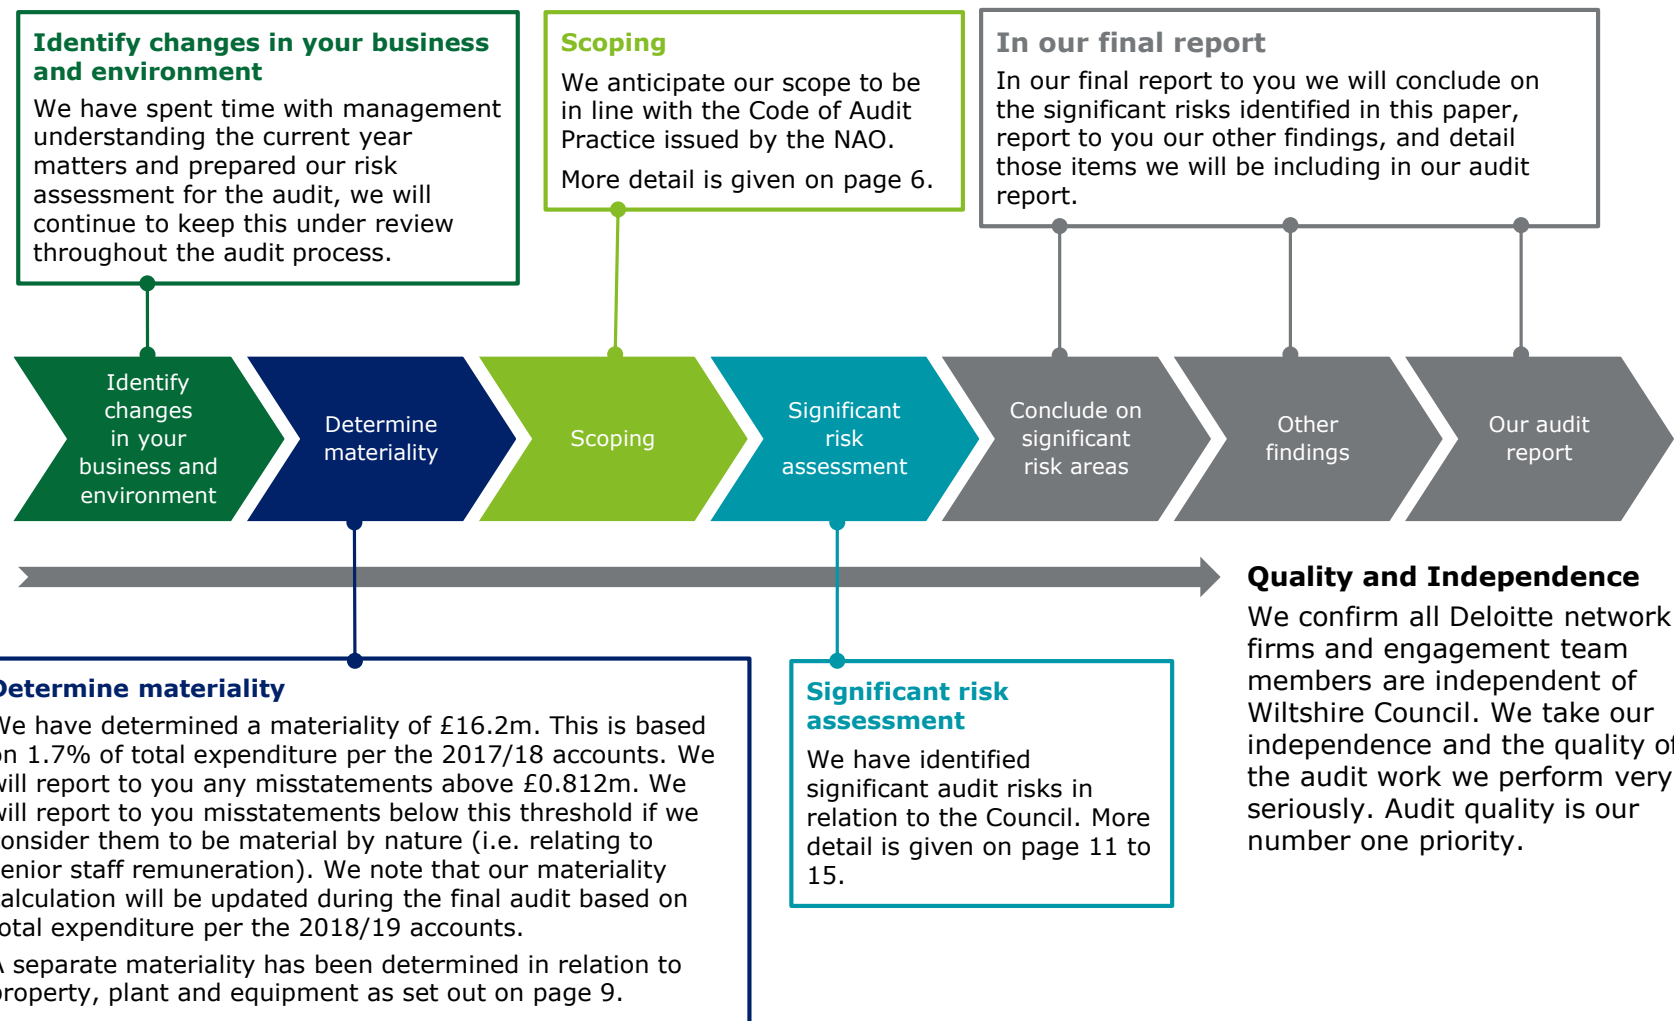 Identify changes in your business
and environment
We have spent time with management
understanding the current year
matters and prepared our risk
assessment for the audit, we will
continue to keep this under review
throughout the audit process.
Scoping
We anticipate our scope to be
in line with the Code of Audit
Practice issued by the NAO.
More detail is given on page 6.
In our final report
In our final report to you we will conclude on
the significant risks identified in this paper,
report to you our other findings, and detail
those items we will be including in our audit
report.
Identify
changes
in your
business and
environment
Determine
materiality
Scoping
Significant
risk
assessment
Conclude on
significant
risk areas
Other
findings
Our audit
report
Determine materiality
We have determined a materiality of £16.2m. This is based
on 1.7% of total expenditure per the 2017/18 accounts. We
will report to you any misstatements above £0.812m. We
will report to you misstatements below this threshold if we
consider them to be material by nature (i.e. relating to
senior staff remuneration). We note that our materiality
calculation will be updated during the final audit based on
total expenditure per the 2018/19 accounts.
A separate materiality has been determined in relation to
property, plant and equipment as set out on page 9.
Significant risk
assessment
We have identified
significant audit risks in
relation to the Council. More
detail is given on page 11 to
15.
Quality and Independence
We confirm all Deloitte network
firms and engagement team
members are independent of
Wiltshire Council. We take our
independence and the quality of
the audit work we perform very
seriously. Audit quality is our
number one priority.